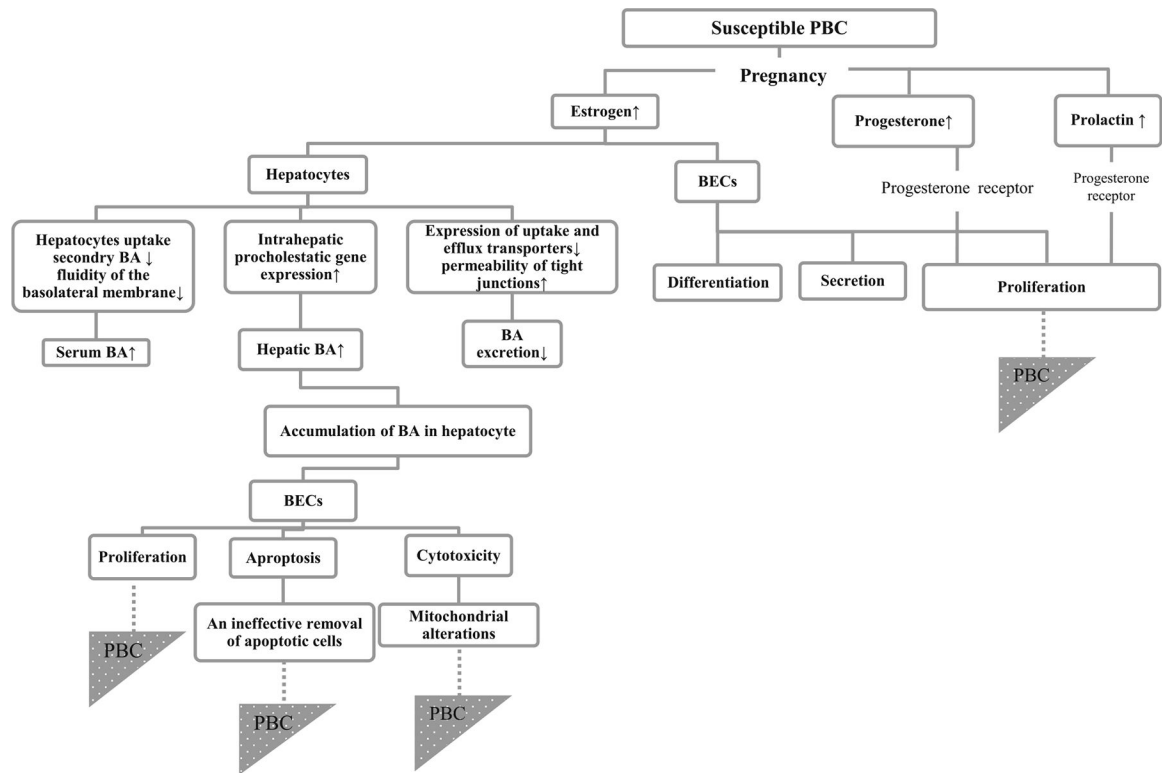 Susceptible PBC
Pregnancy
Estrogen↑
Progesterone↑
Prolactin ↑
Hepatocytes
BECs
Progesterone receptor
Progesterone
receptor
Hepatocytes uptake
secondry BA ↓
fluidity of the
basolateral membrane↓
Intrahepatic
procholestatic gene
expression↑
Expression of uptake and
efflux transporters↓
permeability of tight
junctions↑
Differentiation
Secretion
Proliferation
Serum BA↑
Hepatic BA↑
BA
excretion↓
PBC
Accumulation of BA in hepatocyte
BECs
Proliferation
Aproptosis
Cytotoxicity
An ineffective removal
of apoptotic cells
Mitochondrial
alterations
PBC
PBC
PBC